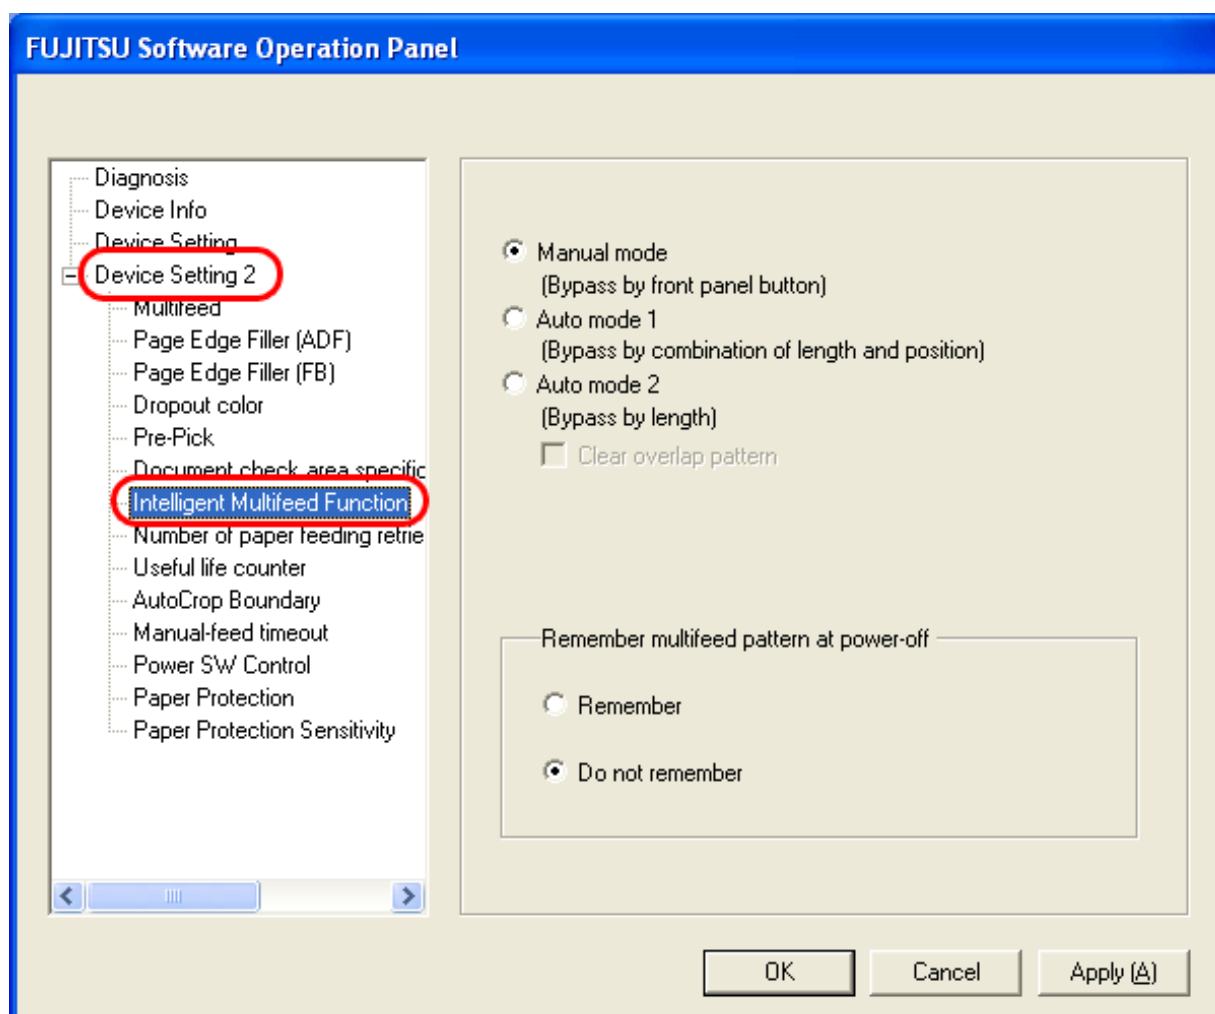 FUJITSU Software Operation Panel
Diagnosis
Device Info
Device Setting
Device Setting 2
Multifeed
Page Edge Filler (ADF)
Page Edge Filler (FB)
Dropout color
Pre-Pick
Document check area specific
Intelligent Multifeed Function
Number of paper feeding retrie
Useful life counter
AutoCrop Boundary
Manual-feed timeout
Power SW Control
Paper Protection
Paper Protection Sensitivity
Manual mode
(Bypass by front panel button)
Auto mode 1
(Bypass by combination of length and position)
Auto mode 2
(Bypass by length)
Clear overlap pattern
Remember multifeed pattern at power-off
Remember
Do not remember
OK
Cancel
Apply (A)